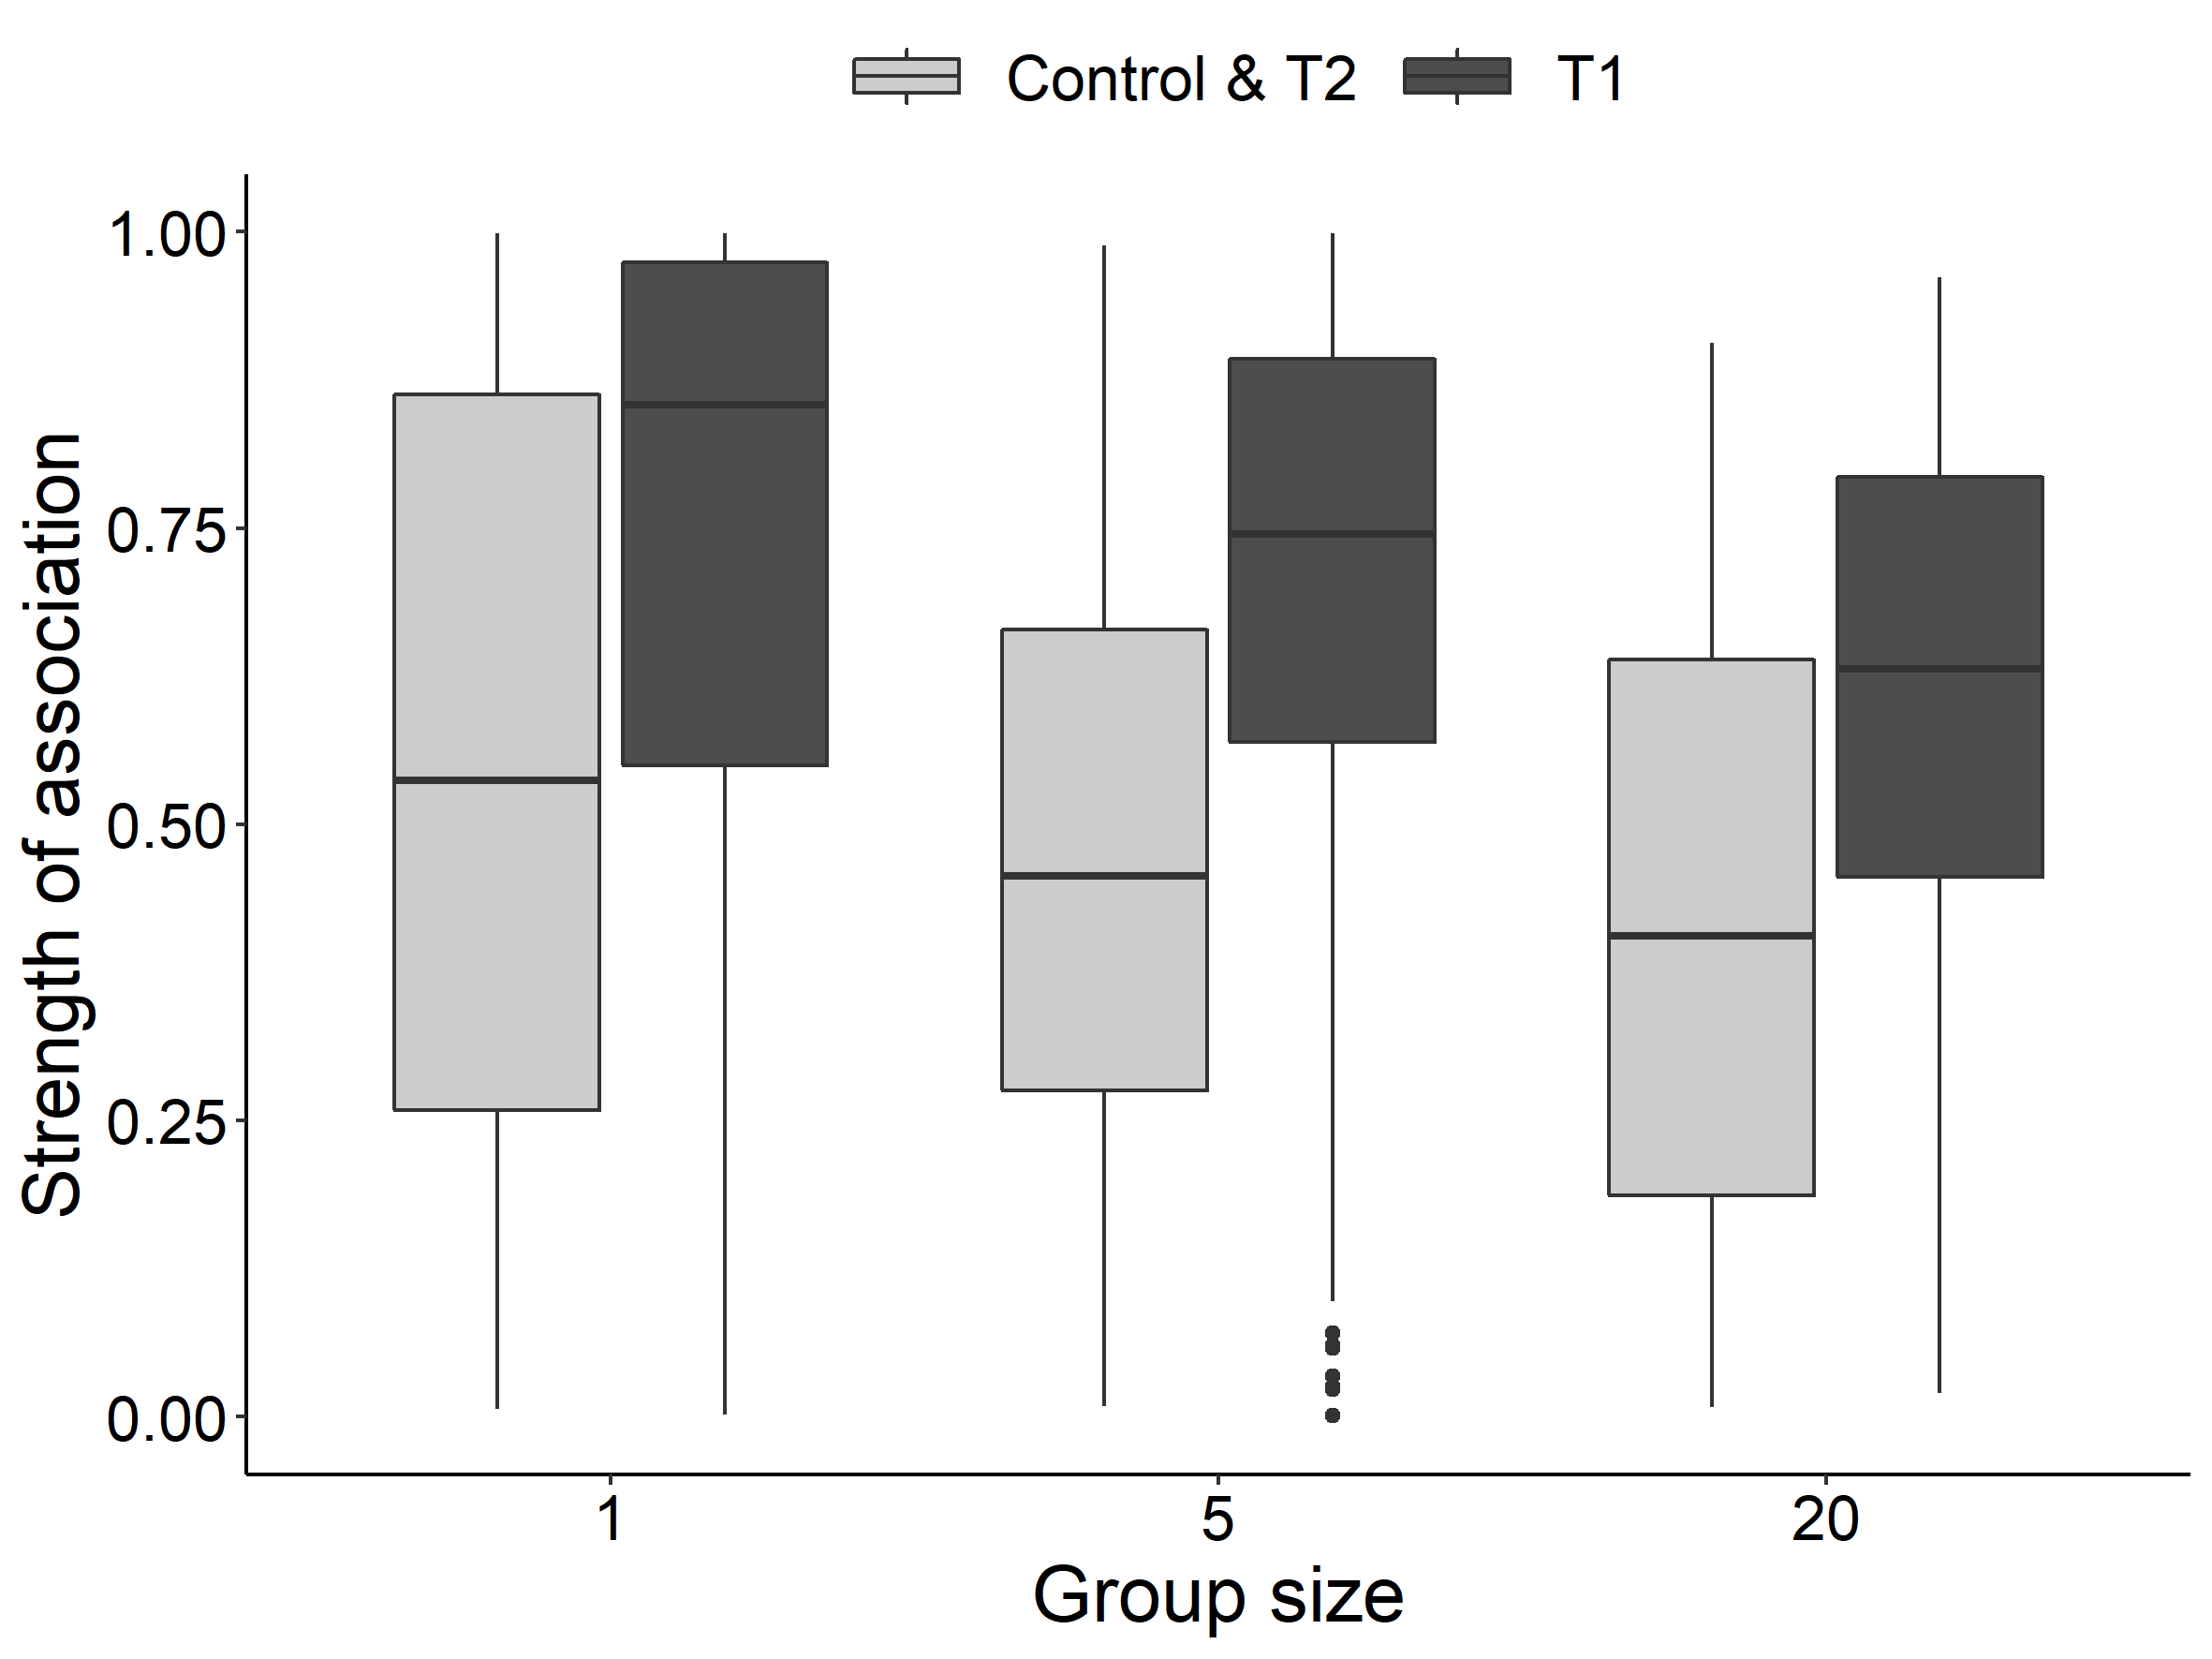 Control & T2 T1
1.00
0.75
0.50
0.25
0.00
Strength of association
1 5 20
Group size